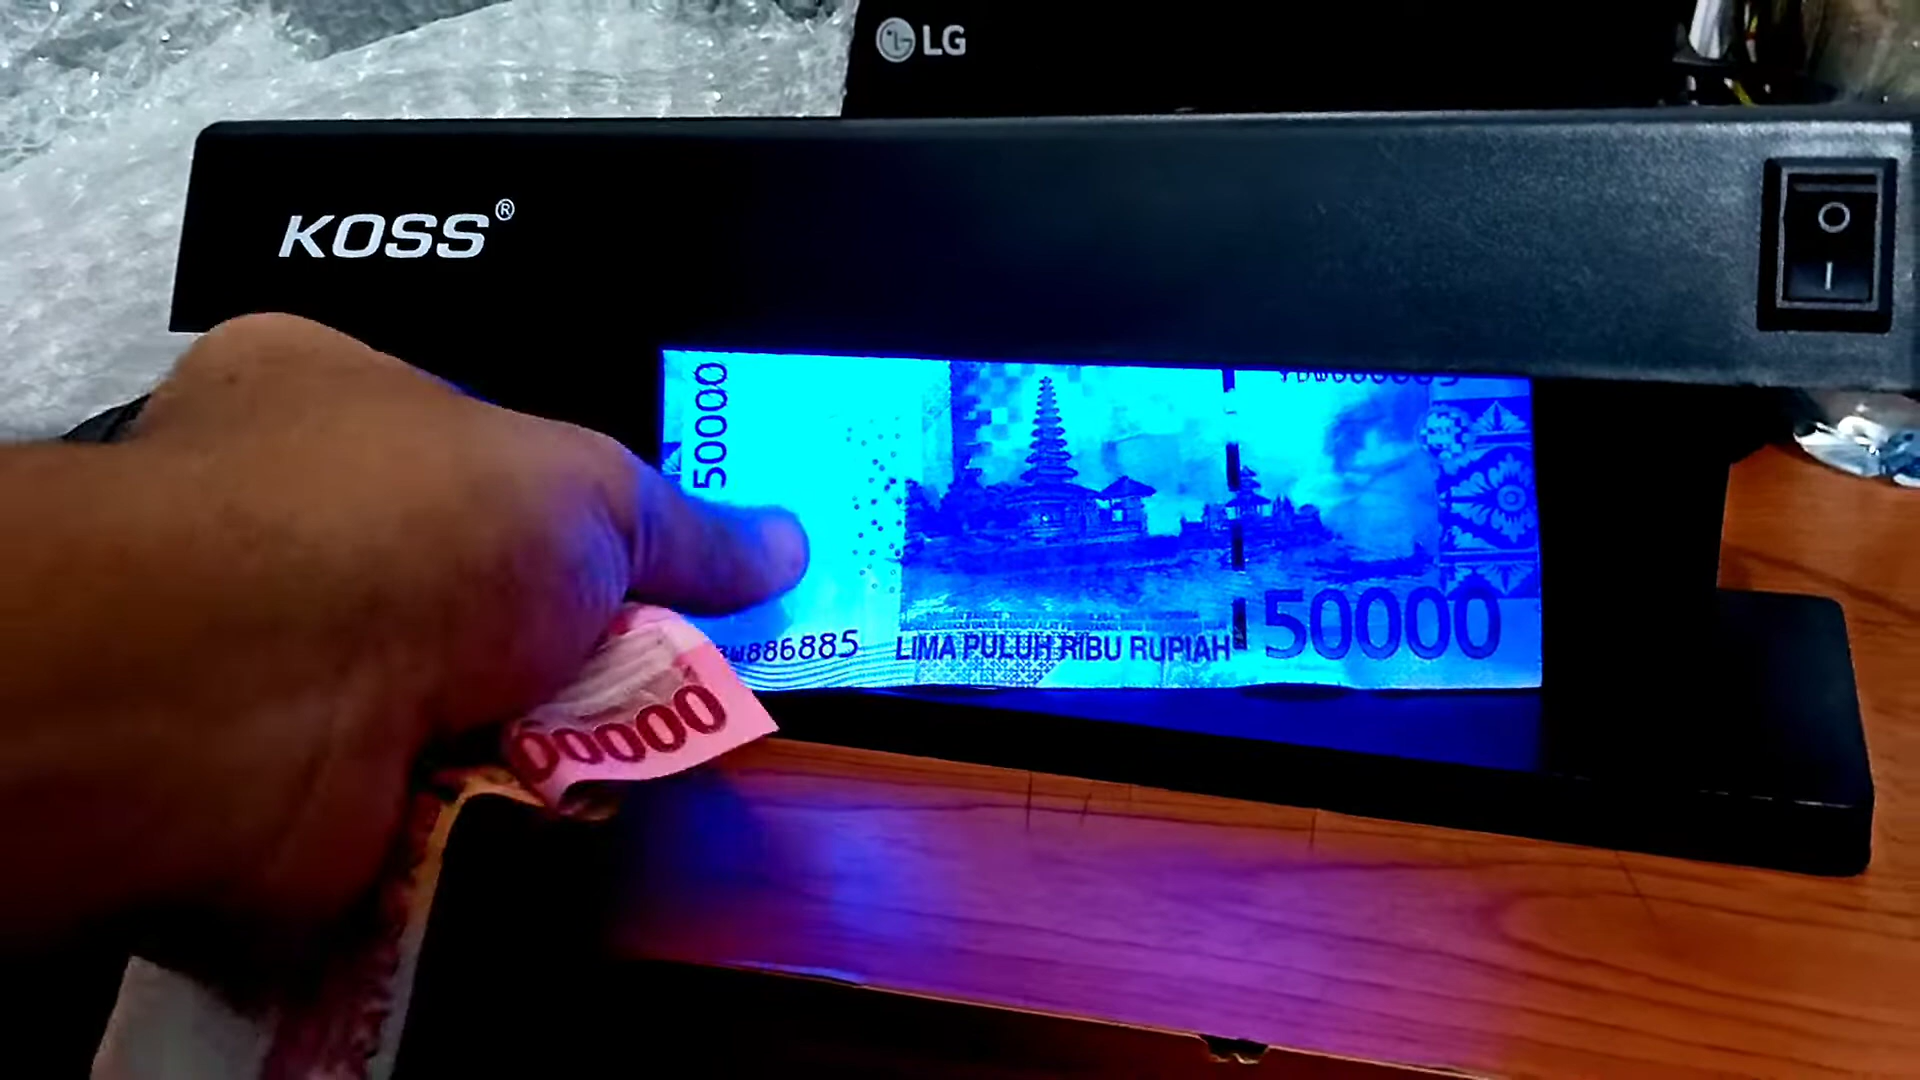 LG
KOSS®
50000
886885
LIMA PULUH RIBU RUPIAH
50000
00000